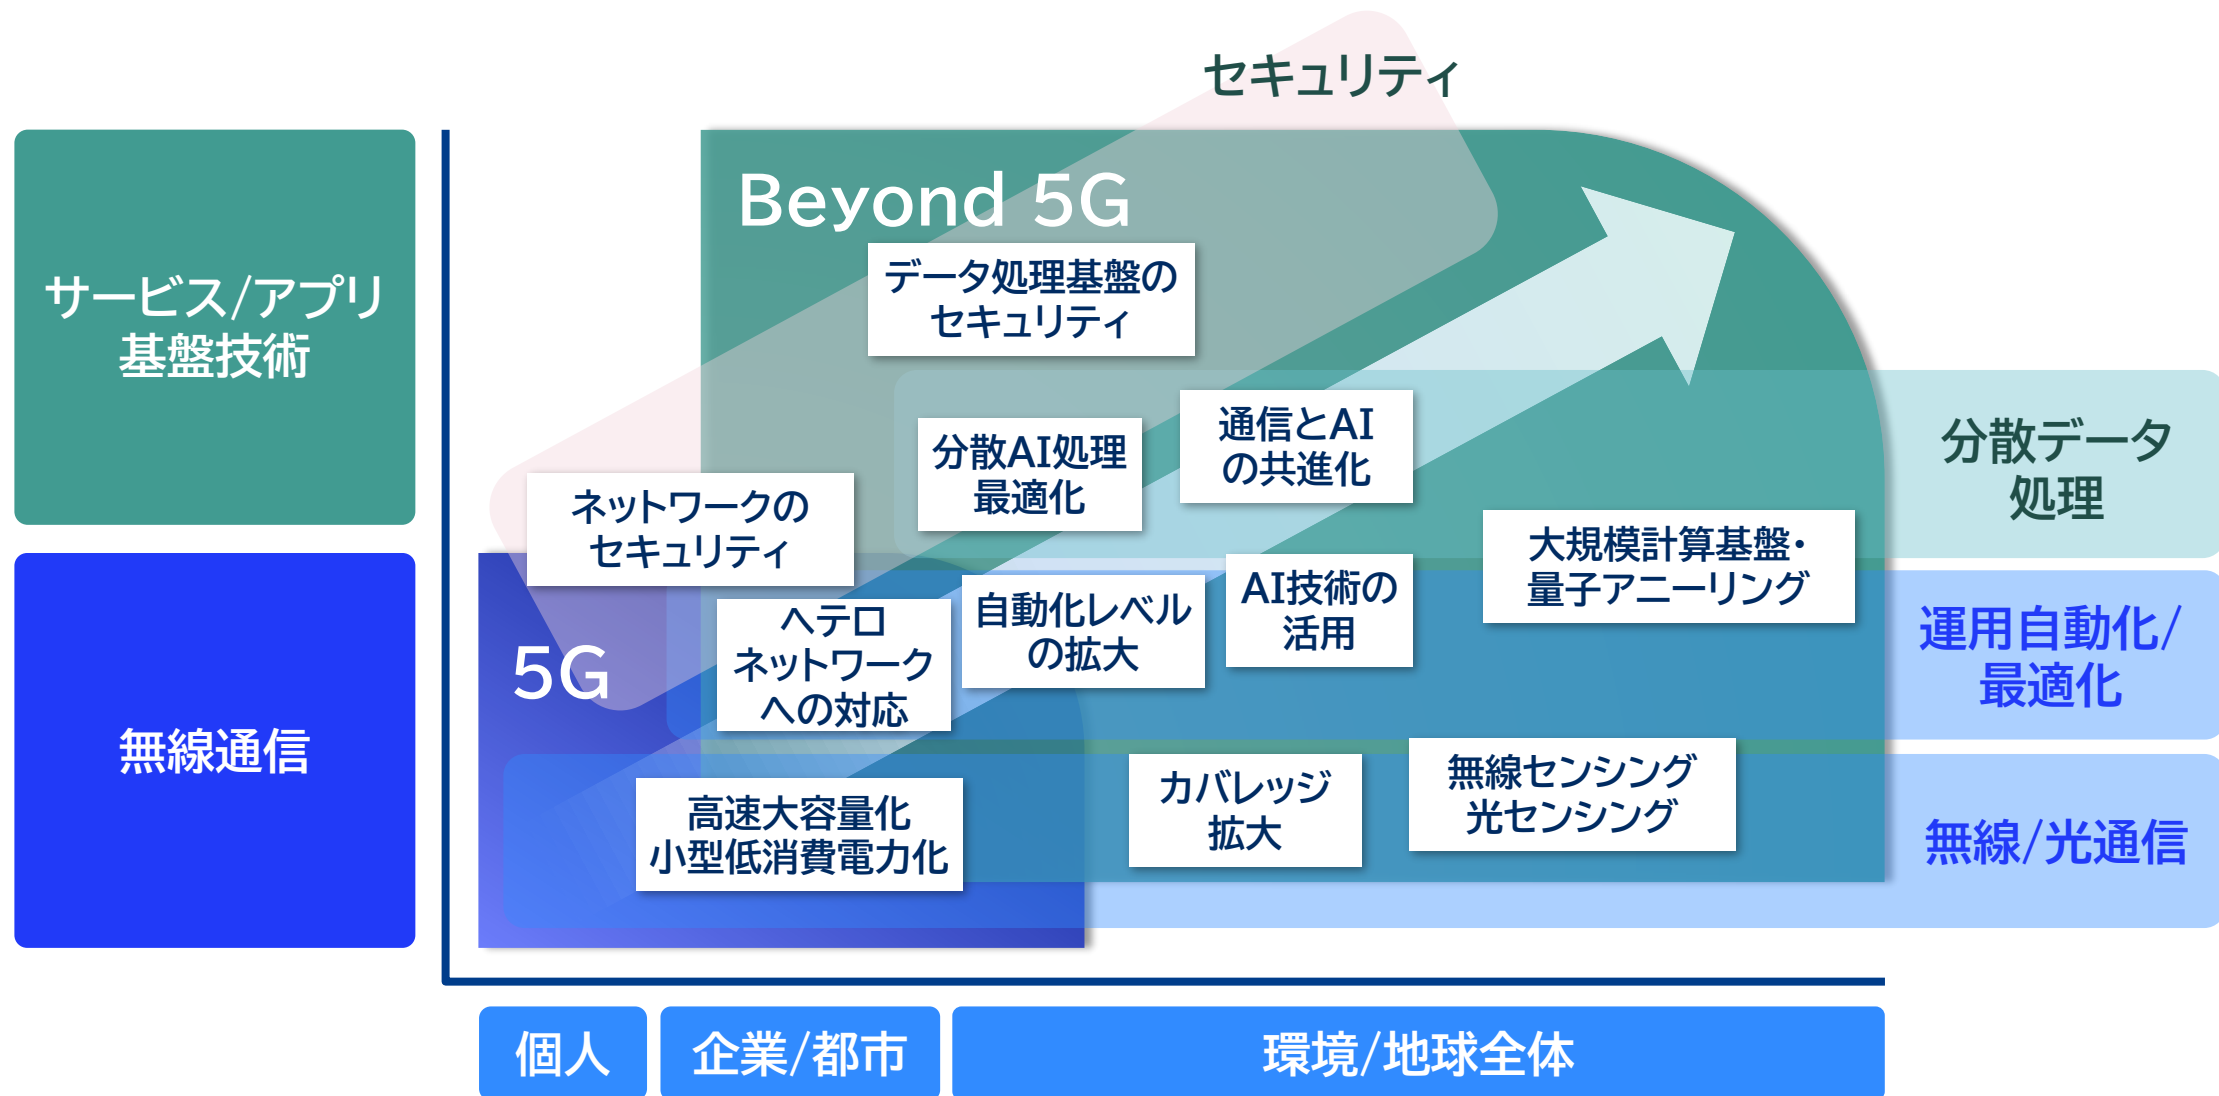 セキュリティ
サービス/アプリ
基盤技術
Beyond 5G
データ処理基盤の
セキュリティ
分散AI処理
最適化
通信とAI
の共進化
分散データ
処理
ネットワークの
セキュリティ
大規模計算基盤・
量子アニーリング
無線通信
5G
ヘテロ
ネットワーク
への対応
自動化レベル
の拡大
AI技術の
活用
運用自動化/
最適化
高速大容量化
小型低消費電力化
カバレッジ
拡大
無線センシング
光センシング
無線/光通信
個人
企業/都市
環境/地球全体